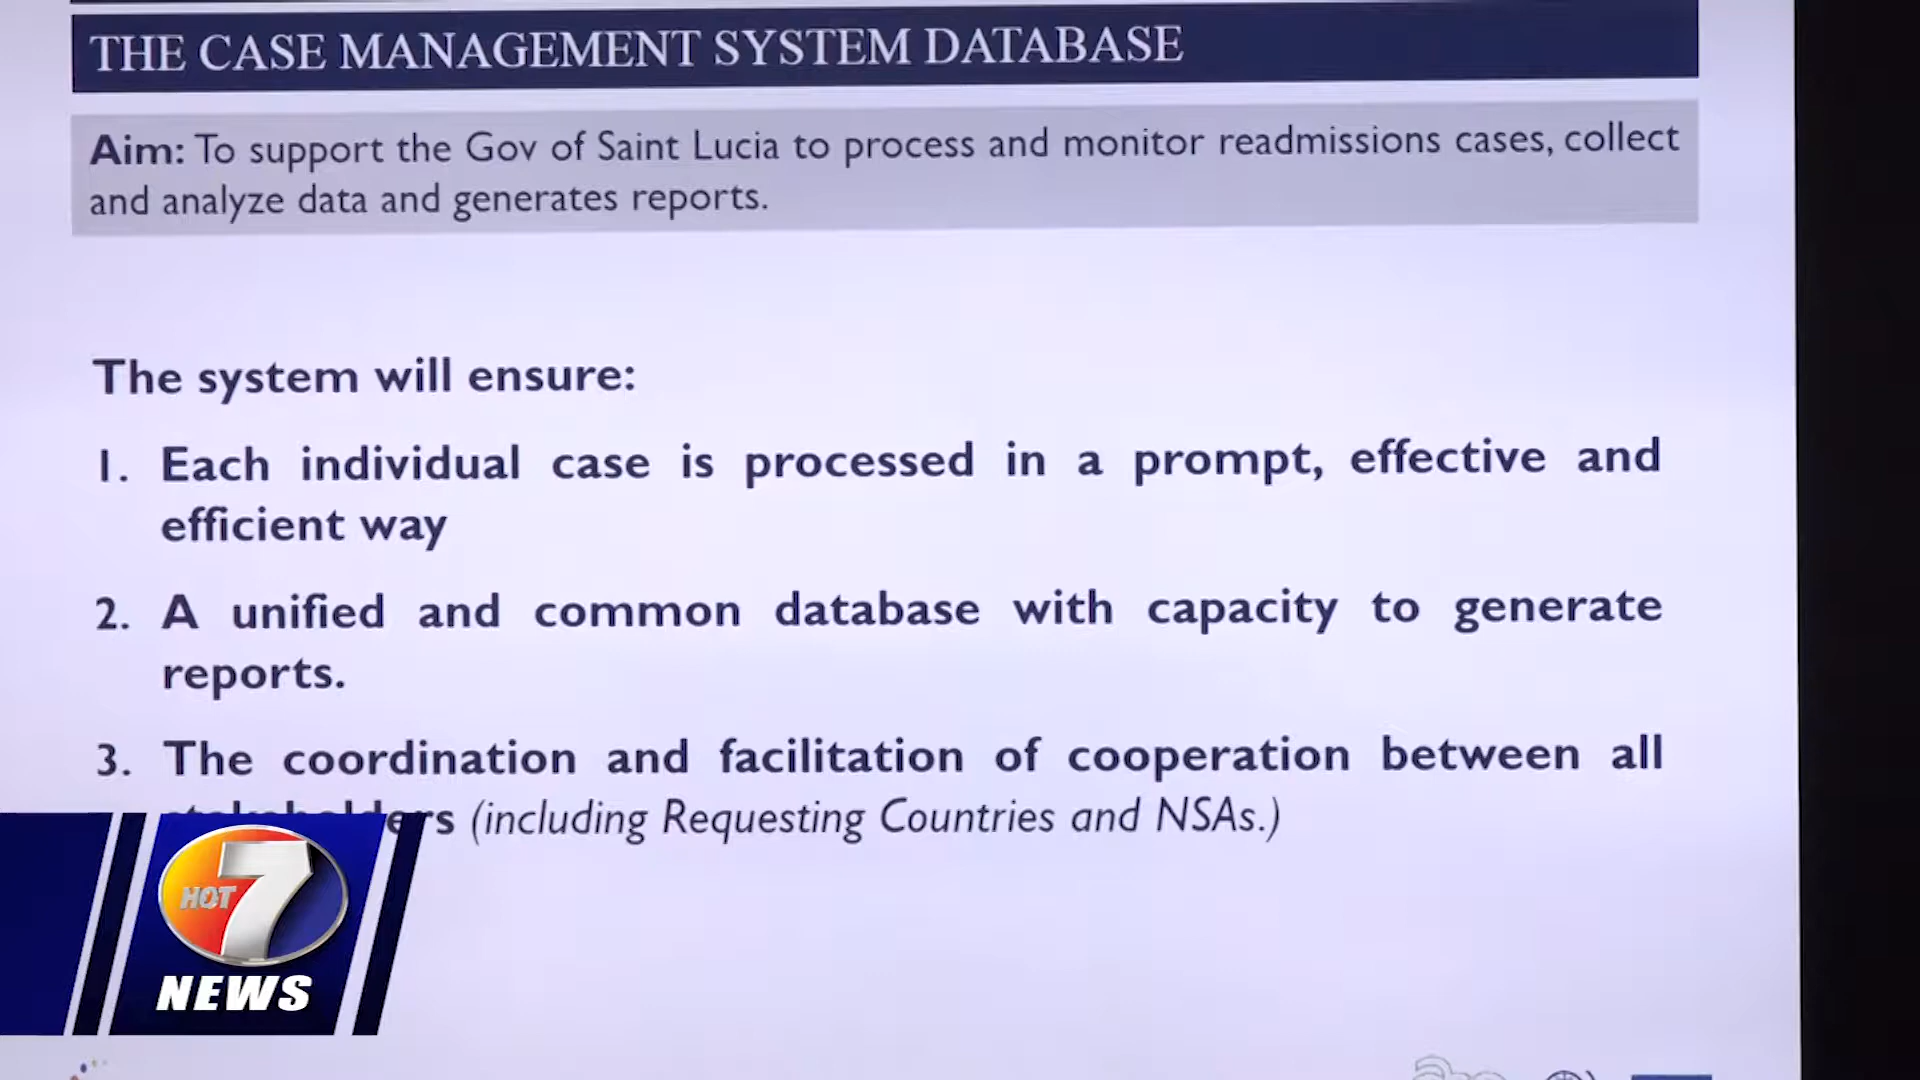 THE CASE MANAGEMENT SYSTEM DATABASE
Aim: To support the Gov of Saint Lucia to process and monitor readmissions cases, collect
and analyze data and generates reports.
The system will ensure:
1. Each individual case is processed in a prompt, effective and
efficient way
2. A unified and common database with capacity to generate
reports.
3. The coordination and facilitation of cooperation between all
stakeholders (including Requesting Countries and NSAs.)
HOT 7
NEWS